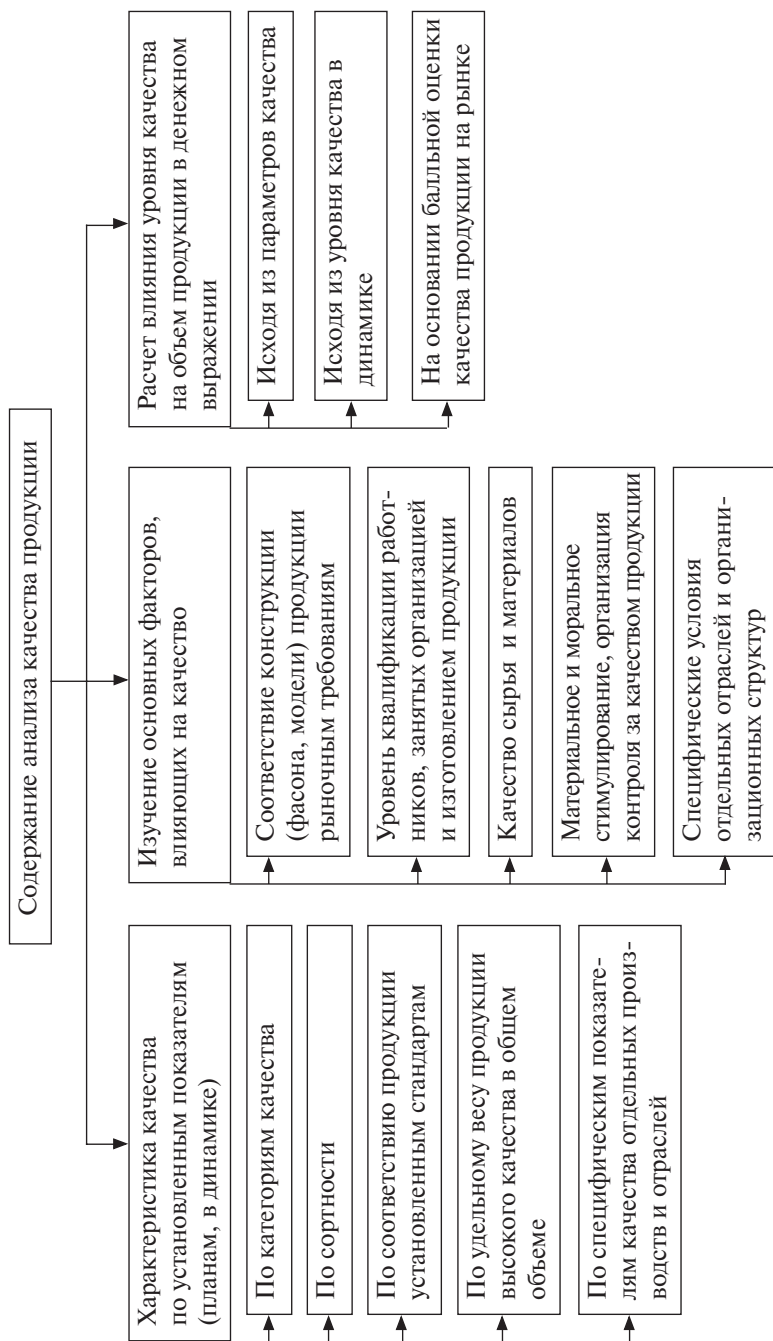 Содержание анализа качества продукции
Характеристика качества
по установленным показателям
(планам, в динамике)
По категориям качества
По сортности
По соответствию продукции
установленным стандартам
По удельному весу продукции
высокого качества в общем
объеме
По специфическим показате-
лям качества отдельных произ-
водств и отраслей
Изучение основных факторов,
влияющих на качество
Соответствие конструкции
(фасона, модели) продукции
рыночным требованиям
Уровень квалификации работ-
ников, занятых организацией
и изготовлением продукции
Качество сырья и материалов
Материальное и моральное
стимулирование, организация
контроля за качеством продукции
Специфические условия
отдельных отраслей и органи-
зационных структур
Расчет влияния уровня качества
на объем продукции в денежном
выражении
Исходя из параметров качества
Исходя из уровня качества в
динамике
На основании балльной оценки
качества продукции на рынке